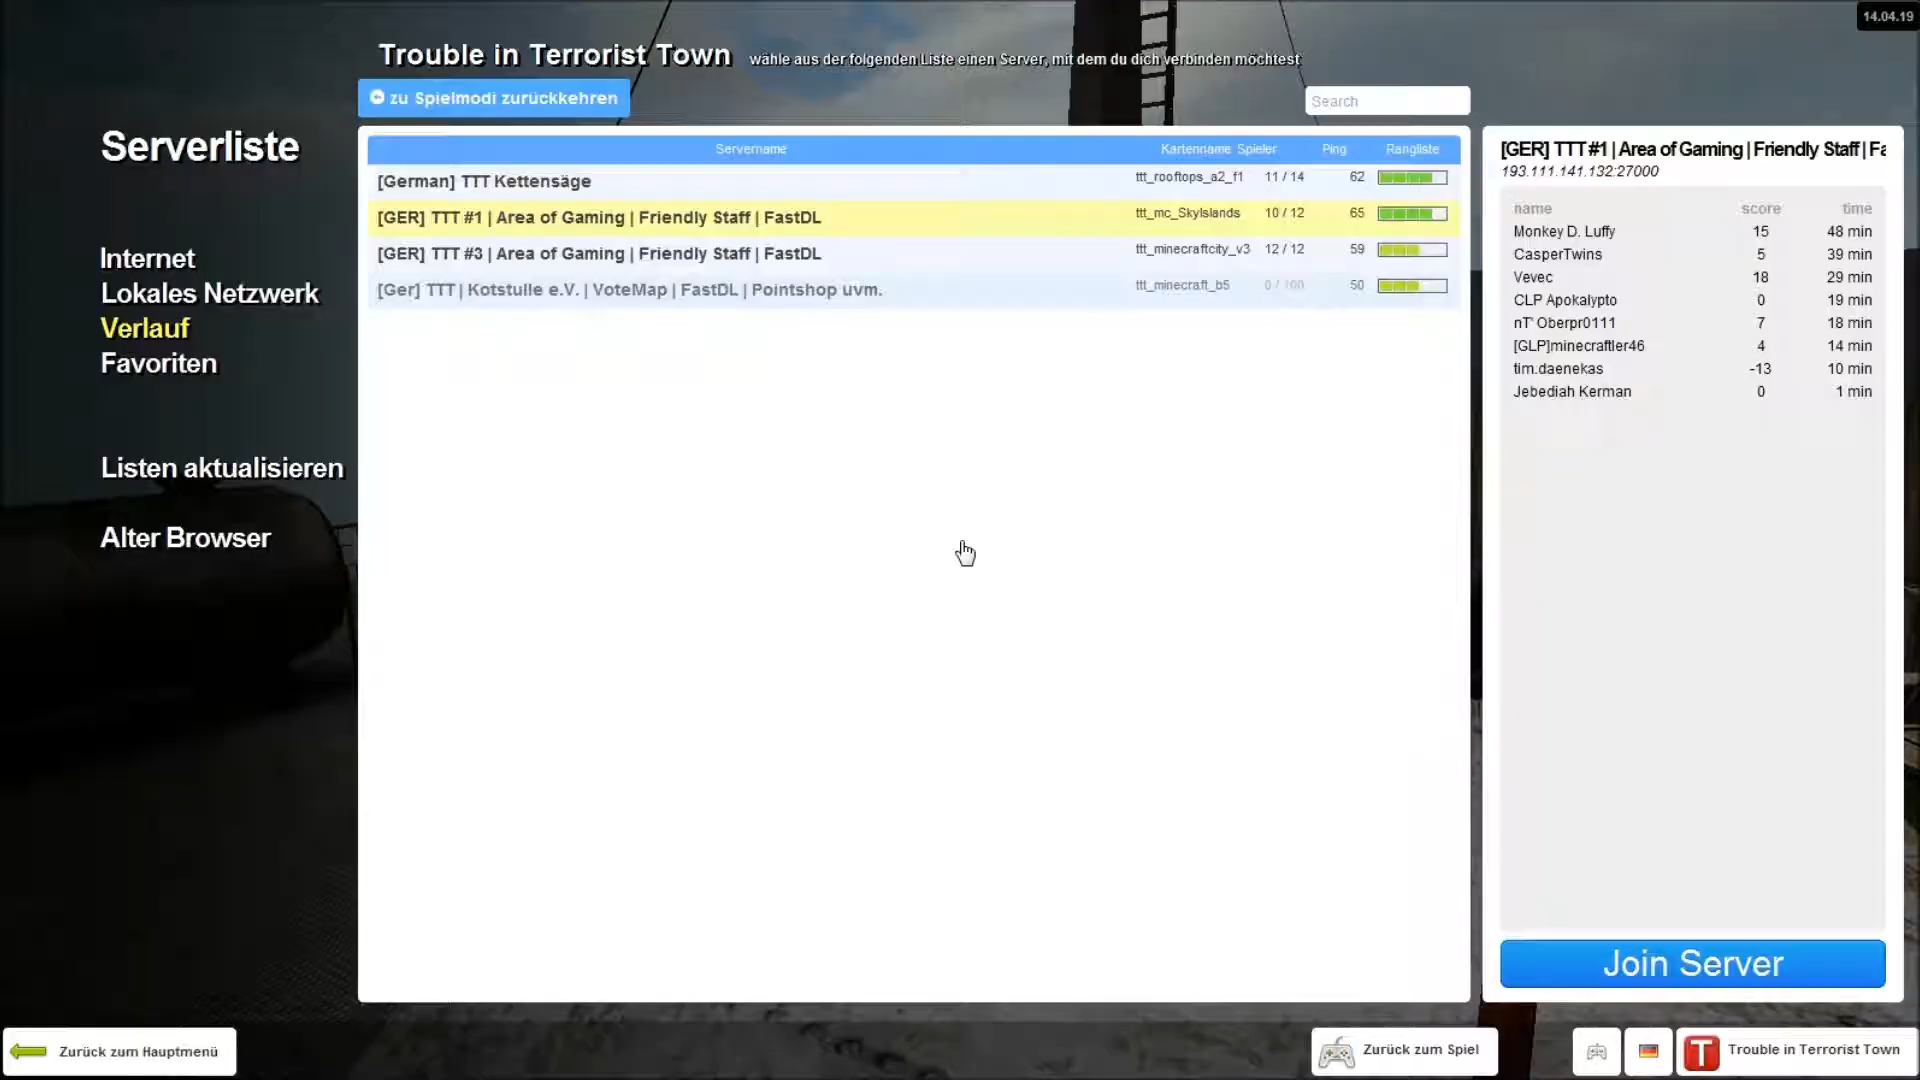 14.04.19
Trouble in Terrorist Town wähle aus der folgenden Liste einen Server, mit dem du dich verbinden möchtest
zu Spielmodi zurückkehren
Search
Serverliste
Internet
Lokales Netzwerk
Verlauf
Favoriten
Listen aktualisieren
Alter Browser
Servername Kartenname Spieler Ping Rangliste
[German] TTT Kettensäge ttt_rooftops_a2_f1 11 / 14 62
[GER] TTT #1 | Area of Gaming | Friendly Staff | FastDL ttt_mc_SkyIslands 10 / 12 65
[GER] TTT #3 | Area of Gaming | Friendly Staff | FastDL ttt_minecraftcity_v3 12 / 12 59
[Ger] TTT | Kotstulle e.V. | VoteMap | FastDL | Pointshop uvm. ttt_minecraft_b5 0 / 100 50
[GER] TTT #1 | Area of Gaming | Friendly Staff | Fa
193.111.141.132:27000
name score time
Monkey D. Luffy 15 48 min
CasperTwins 5 39 min
Vevec 18 29 min
CLP Apokalypto 0 19 min
nT' Oberpr0111 7 18 min
[GLP]minecraftler46 4 14 min
tim.daenekas -13 10 min
Jebediah Kerman 0 1 min
Join Server
Zurück zum Hauptmenü
Zurück zum Spiel
T Trouble in Terrorist Town